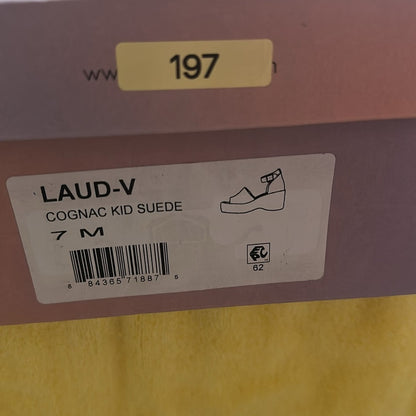 197
LAUD-V
COGNAC KID SUEDE
7 M
62
8 84365 71887 5